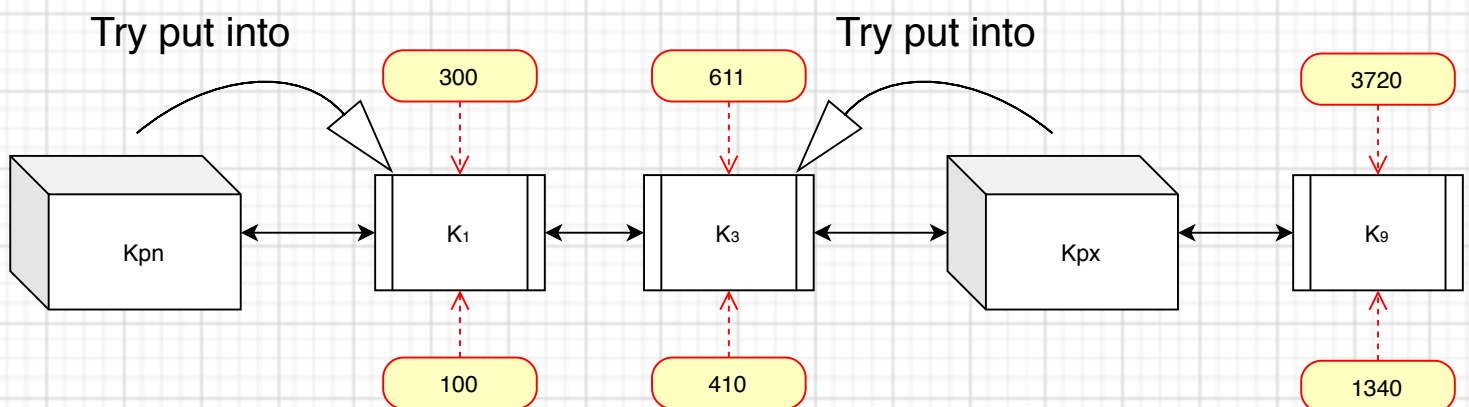 Try put into
Try put into
300
611
3720
Kpn
K₁
K₃
Kpx
K₉
100
410
1340